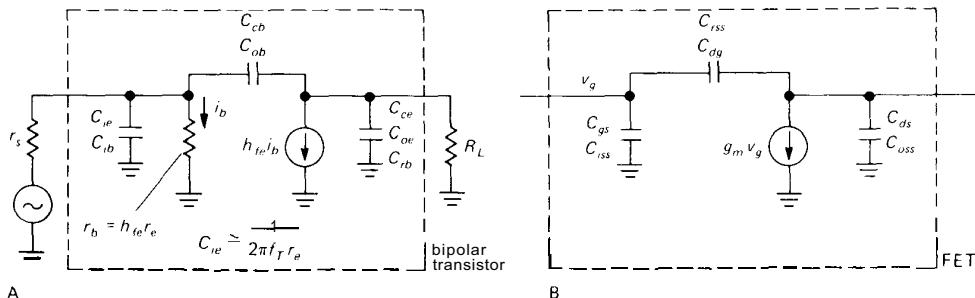 C_cb
C_ob
r_s
C_ie
C_ib
i_b
h_fe i_b
C_ce
C_oe
C_rb
R_L
r_b = h_fe r_e
C_ie ≃ 1 / 2πf_T r_e
bipolar
transistor
A
C_rss
C_dg
v_g
C_gs
C_iss
g_m v_g
C_ds
C_oss
FET
B